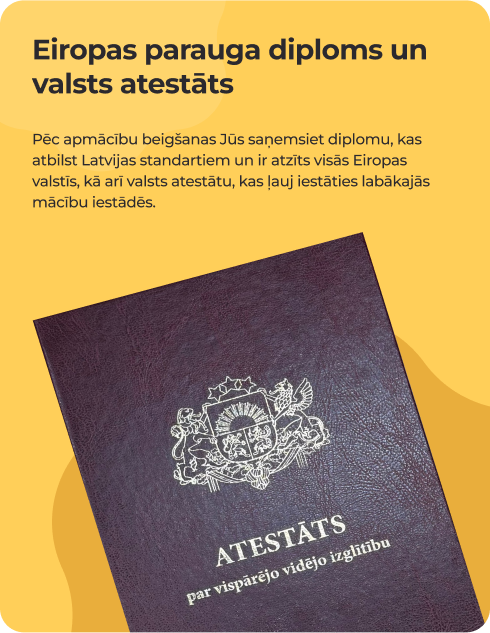 Eiropas parauga diploms un
valsts atestāts
Pēc apmācību beigšanas Jūs saņemsiet diplomu, kas
atbilst Latvijas standartiem un ir atzīts visās Eiropas
valstīs, kā arī valsts atestātu, kas ļauj iestāties labākajās
mācību iestādēs.
ATESTĀTS
par vispārējo vidējo izglītību